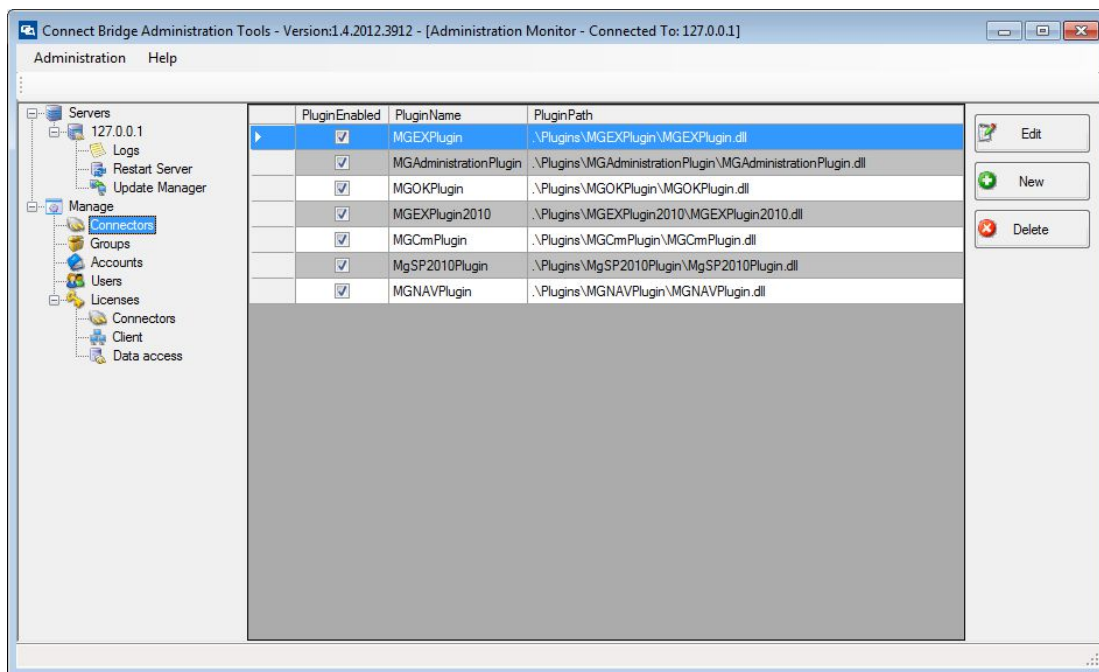 Connect Bridge Administration Tools - Version:1.4.2012.3912 - [Administration Monitor - Connected To: 127.0.0.1]
Administration Help
Servers
127.0.0.1
Logs
Restart Server
Update Manager
Manage
Connectors
Groups
Accounts
Users
Licenses
Connectors
Client
Data access
PluginEnabled PluginName PluginPath
MGEXPlugin .\Plugins\MGEXPlugin\MGEXPlugin.dll
MGAdministrationPlugin .\Plugins\MGAdministrationPlugin\MGAdministrationPlugin.dll
MGOKPlugin .\Plugins\MGOKPlugin\MGOKPlugin.dll
MGEXPlugin2010 .\Plugins\MGEXPlugin2010\MGEXPlugin2010.dll
MGCrmPlugin .\Plugins\MGCrmPlugin\MGCrmPlugin.dll
MgSP2010Plugin .\Plugins\MgSP2010Plugin\MgSP2010Plugin.dll
MGNAVPlugin .\Plugins\MGNAVPlugin\MGNAVPlugin.dll
Edit
New
Delete